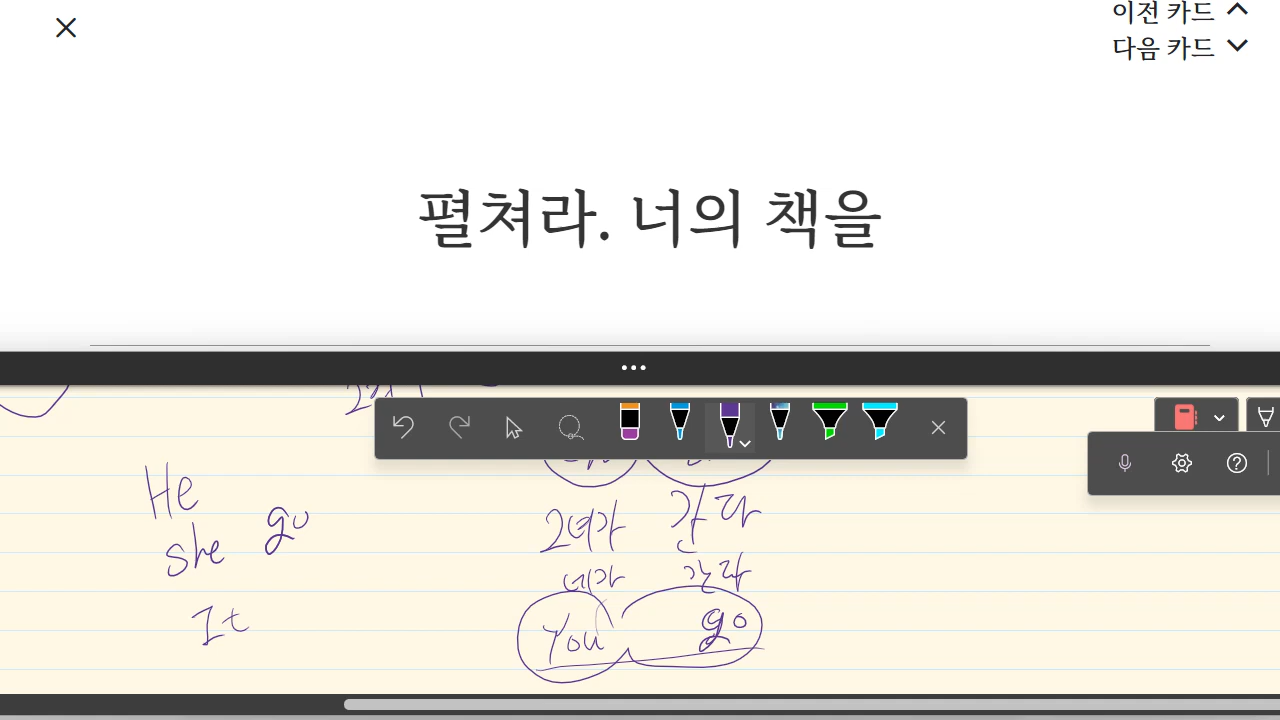 이전 카드
다음 카드
펼쳐라. 너의 책을
He
she go
It
그녀가 간다
네가 간다
You go